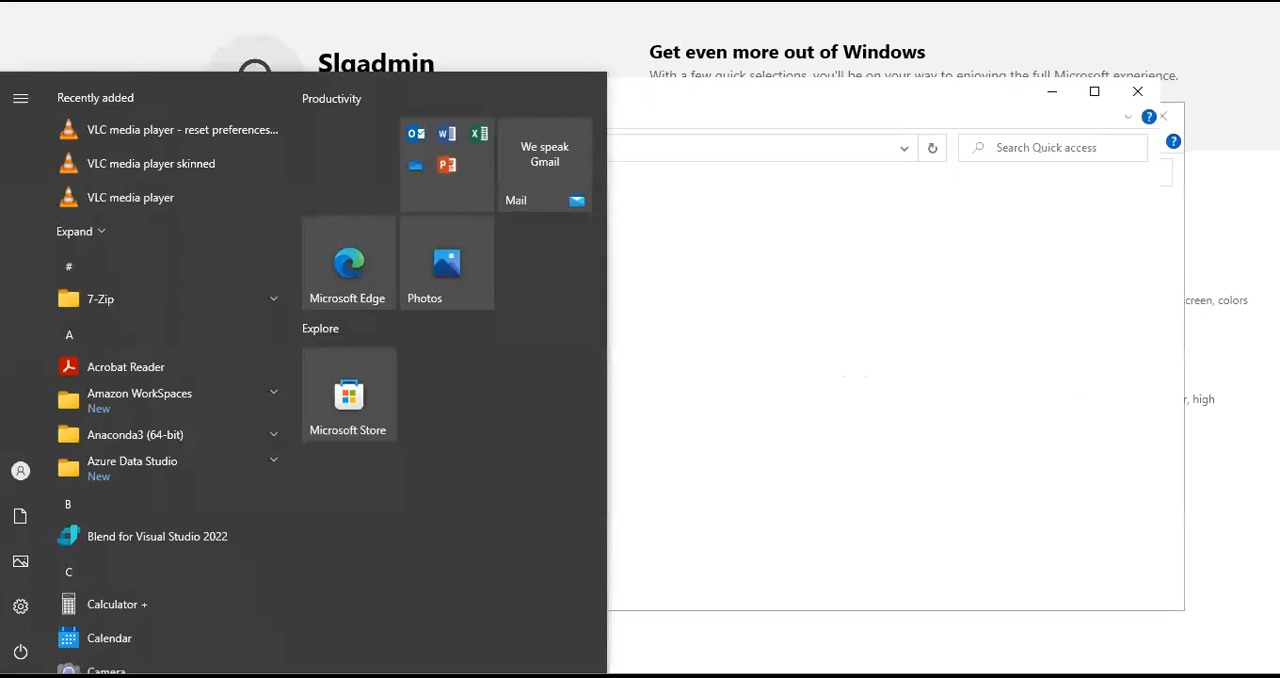 Slgadmin
Get even more out of Windows
With a few quick selections, you'll be on your way to enjoying the full Microsoft experience.
Recently added
VLC media player - reset preferences...
VLC media player skinned
VLC media player
Expand
#
7-Zip
A
Acrobat Reader
Amazon WorkSpaces
New
Anaconda3 (64-bit)
Azure Data Studio
New
B
Blend for Visual Studio 2022
C
Calculator +
Calendar
Camera
Productivity
We speak
Gmail
Mail
Microsoft Edge
Photos
Explore
Microsoft Store
Search Quick access
creen, colors
r, high